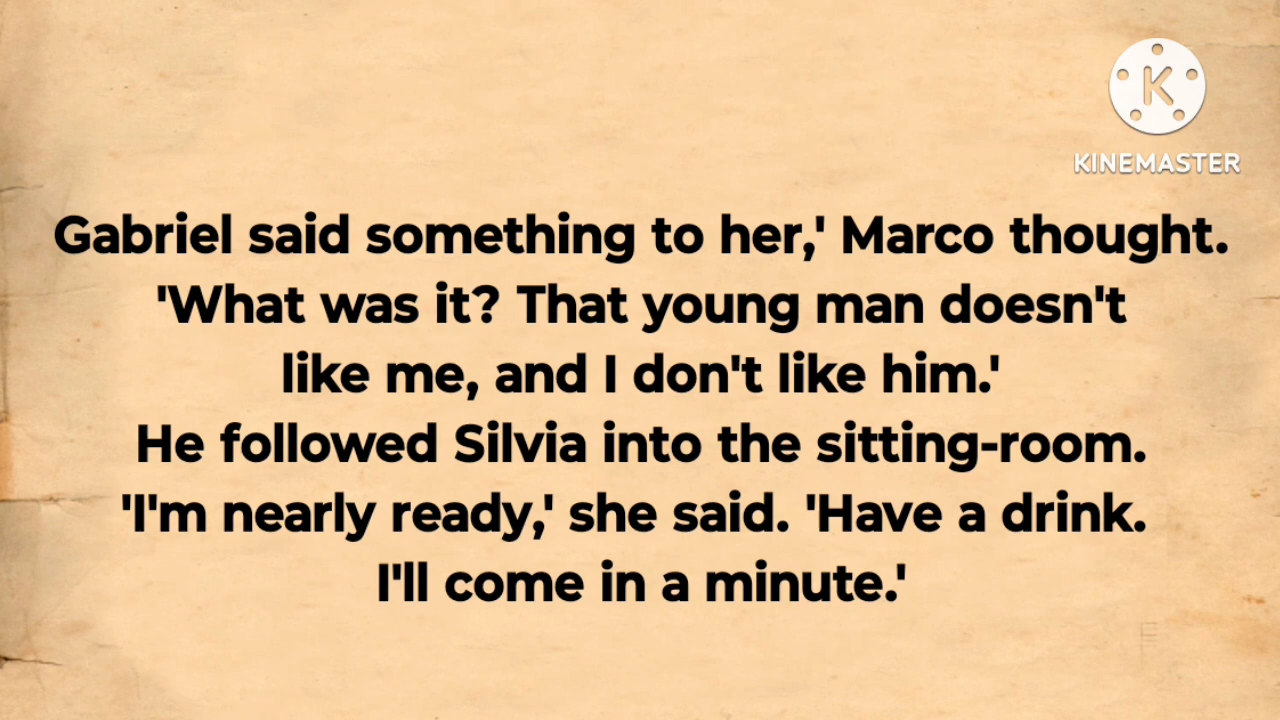 K
KINEMASTER
Gabriel said something to her,' Marco thought.
'What was it? That young man doesn't
like me, and I don't like him.'
He followed Silvia into the sitting-room.
'I'm nearly ready,' she said. 'Have a drink.
I'll come in a minute.'